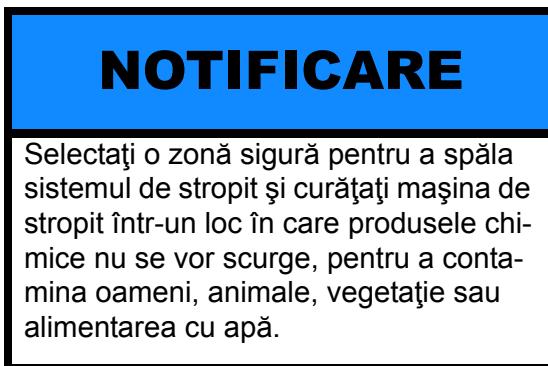 NOTIFICARE
Selectaţi o zonă sigură pentru a spăla
sistemul de stropit şi curăţaţi maşina de
stropit într-un loc în care produsele chi-
mice nu se vor scurge, pentru a conta-
mina oameni, animale, vegetaţie sau
alimentarea cu apă.